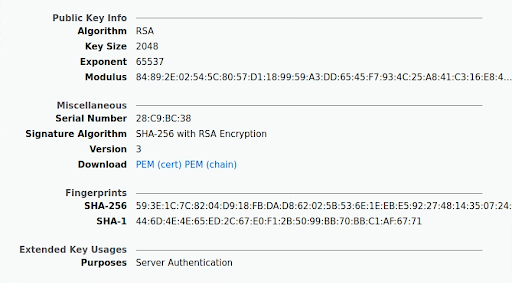 Public Key Info
Algorithm RSA
Key Size 2048
Exponent 65537
Modulus 84:89:2E:02:54:5C:80:57:D1:18:99:59:A3:DD:65:45:F7:93:4C:25:A8:41:C3:16:E8:4...
Miscellaneous
Serial Number 28:C9:BC:38
Signature Algorithm SHA-256 with RSA Encryption
Version 3
Download PEM (cert) PEM (chain)
Fingerprints
SHA-256 59:3E:1C:7C:82:04:D9:18:FB:DA:D8:62:02:5B:53:6E:1E:EB:E5:92:27:48:14:35:07:24:
SHA-1 44:6D:4E:4E:65:ED:2C:67:E0:F1:2B:50:99:BB:70:BB:C1:AF:67:71
Extended Key Usages
Purposes Server Authentication